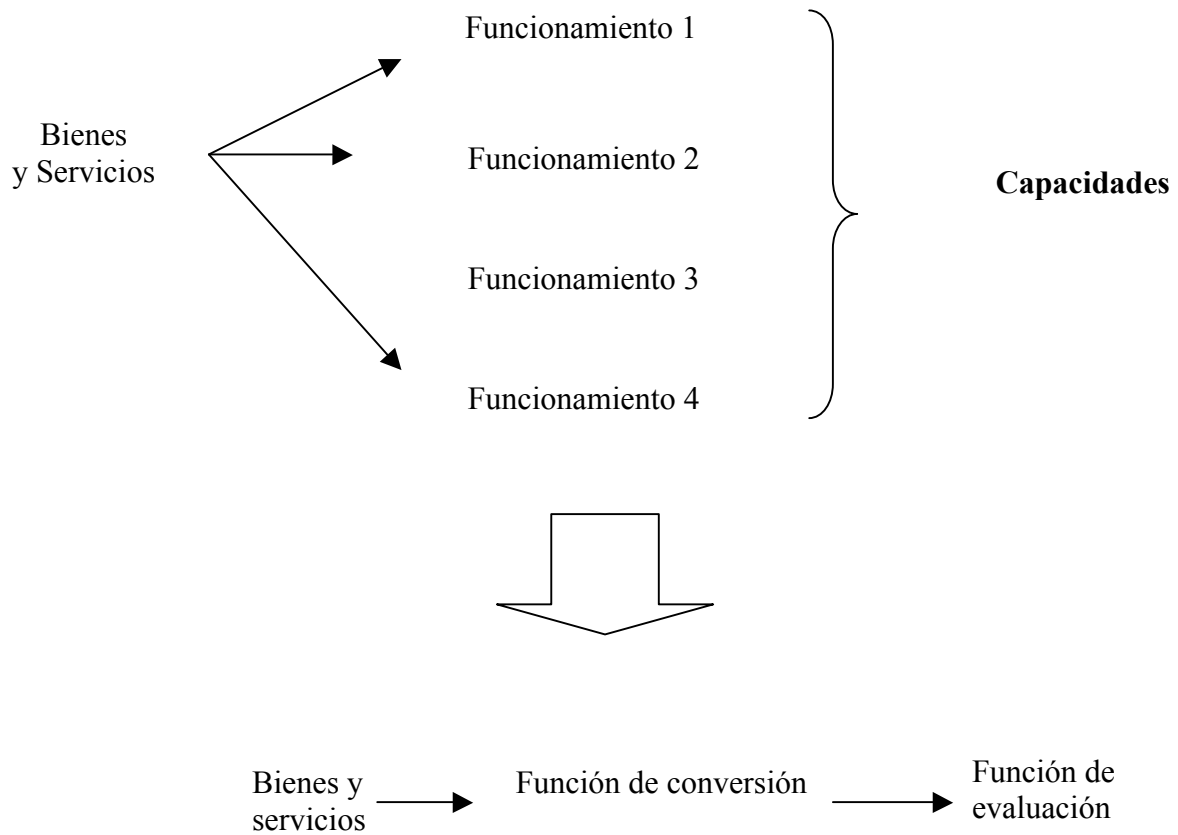 Funcionamiento 1
Bienes
y Servicios
Funcionamiento 2
Capacidades
Funcionamiento 3
Funcionamiento 4
Bienes y
servicios
Función de conversión
Función de
evaluación